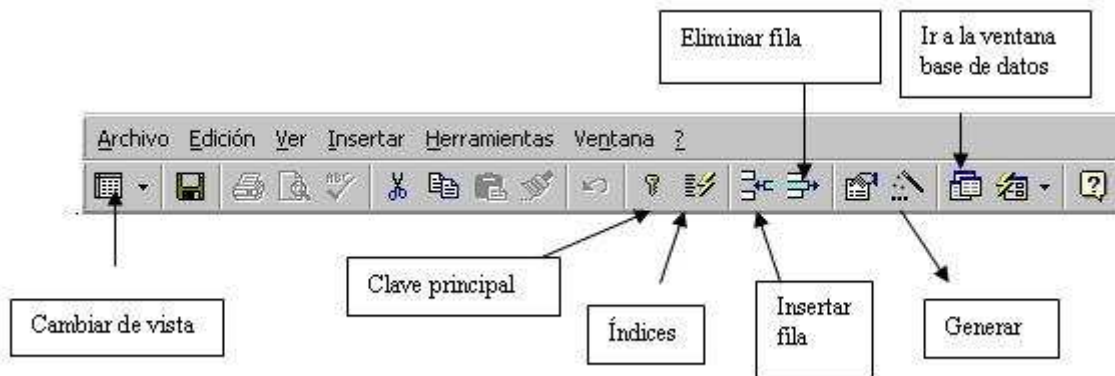 Eliminar fila
Ir a la ventana
base de datos
Archivo Edición Ver Insertar Herramientas Ventana ?
ABC
Clave principal
Cambiar de vista
Índices
Insertar
fila
Generar